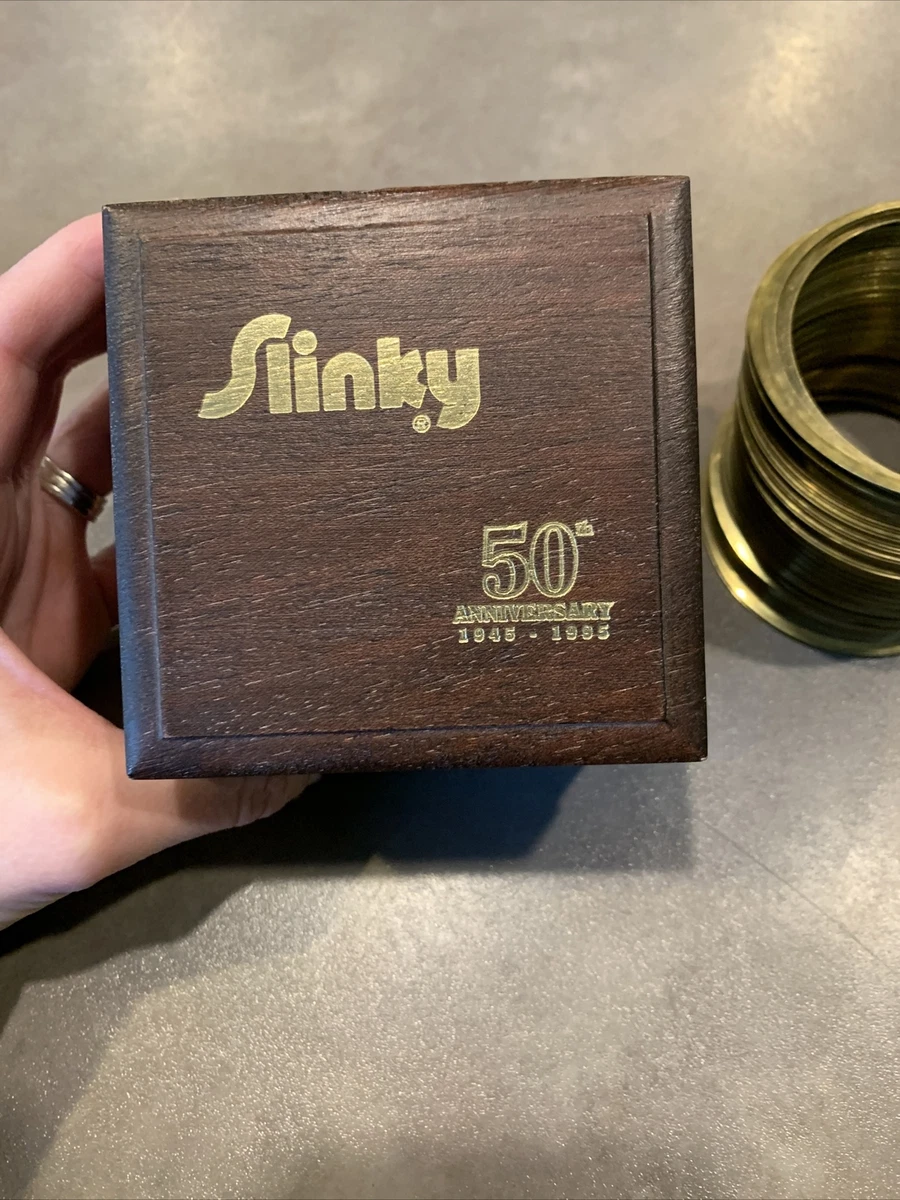 Slinky
®
50th
ANNIVERSARY
1945 - 1995